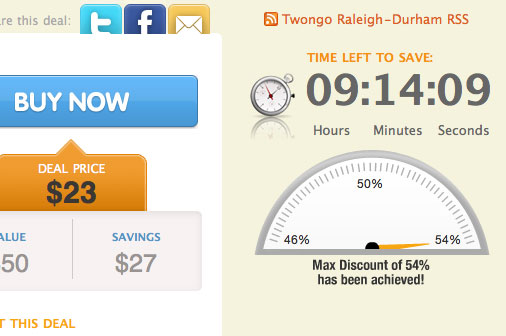 re this deal:
Twongo Raleigh-Durham RSS
TIME LEFT TO SAVE:
09:14:09
Hours Minutes Seconds
BUY NOW
DEAL PRICE
$23
ALUE SAVINGS
50 $27
50%
46% 54%
Max Discount of 54%
has been achieved!
T THIS DEAL